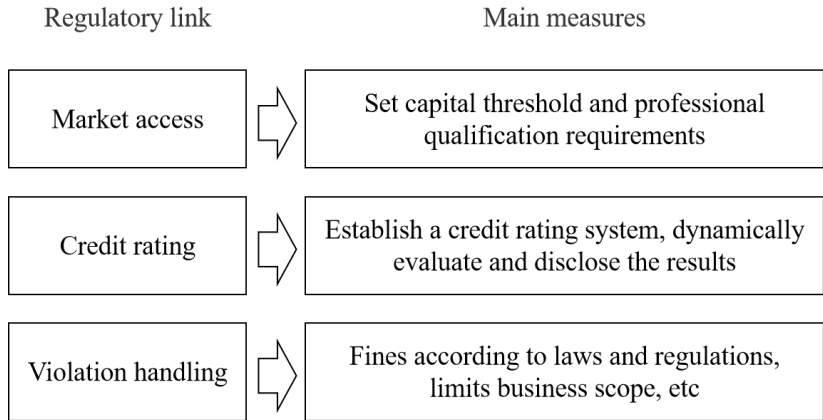 Regulatory link
Main measures
Market access
Set capital threshold and professional
qualification requirements
Credit rating
Establish a credit rating system, dynamically
evaluate and disclose the results
Violation handling
Fines according to laws and regulations,
limits business scope, etc